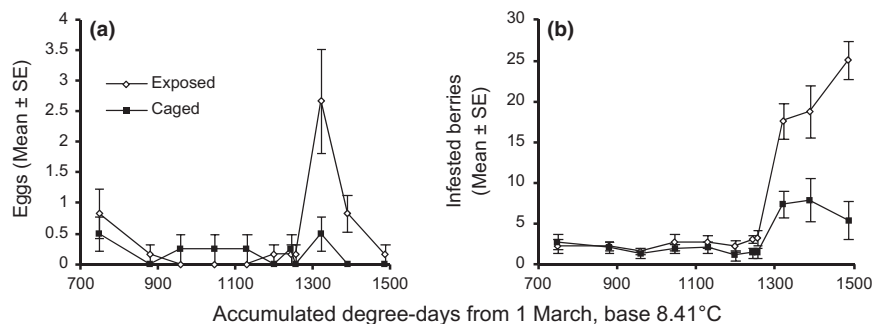 (a)
Eggs (Mean ± SE)
4
3.5
3
2.5
2
1.5
1
0.5
0
Exposed
Caged
700 900 1100 1300 1500
(b)
Infested berries
(Mean ± SE)
30
25
20
15
10
5
0
700 900 1100 1300 1500
Accumulated degree-days from 1 March, base 8.41°C